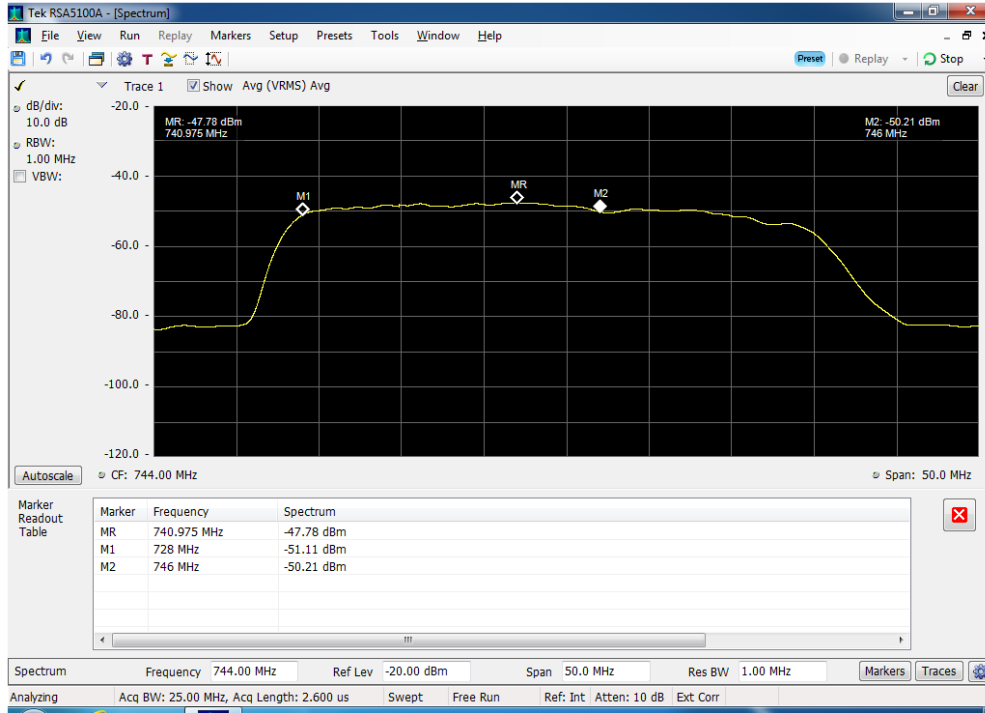 Tek RSA5100A - [Spectrum]
File View Run Replay Markers Setup Presets Tools Window Help
T Preset Replay Stop
Trace 1 Show Avg (VRMS) Avg Clear
dB/div:
10.0 dB
RBW:
1.00 MHz
VBW:
-20.0 -
-40.0 -
-60.0 -
-80.0 -
-100.0 -
-120.0 -
MR: -47.78 dBm
740.975 MHz
M2: -50.21 dBm
746 MHz
M1
MR
M2
Autoscale CF: 744.00 MHz Span: 50.0 MHz
Marker
Readout
Table
Marker Frequency Spectrum
MR 740.975 MHz -47.78 dBm
M1 728 MHz -51.11 dBm
M2 746 MHz -50.21 dBm
Spectrum Frequency 744.00 MHz Ref Lev -20.00 dBm Span 50.0 MHz Res BW 1.00 MHz Markers Traces
Analyzing Acq BW: 25.00 MHz, Acq Length: 2.600 us Swept Free Run Ref: Int Atten: 10 dB Ext Corr